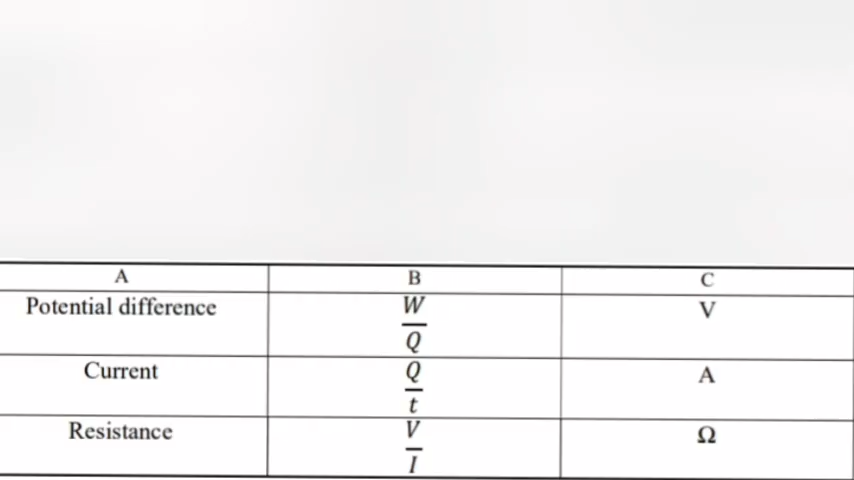 A B C
Potential difference W/Q V
Current Q/t A
Resistance V/I Ω